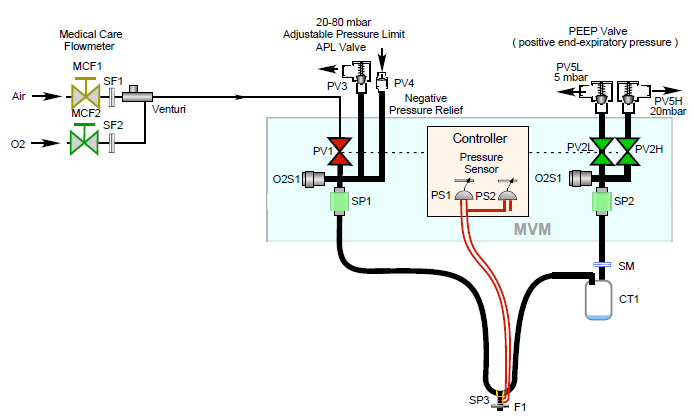 Medical Care
Flowmeter
20-80 mbar
Adjustable Pressure Limit
APL Valve
PEEP Valve
( positive end-expiratory pressure )
MCF1
SF1
Air
Venturi
MCF2
SF2
O2
PV3
PV4
Negative
Pressure Relief
PV5L
5 mbar
PV5H
20mbar
PV1
Controller
Pressure
Sensor
PS1
PS2
PV2L
PV2H
O2S1
SP1
O2S1
SP2
MVM
SM
CT1
SP3
F1